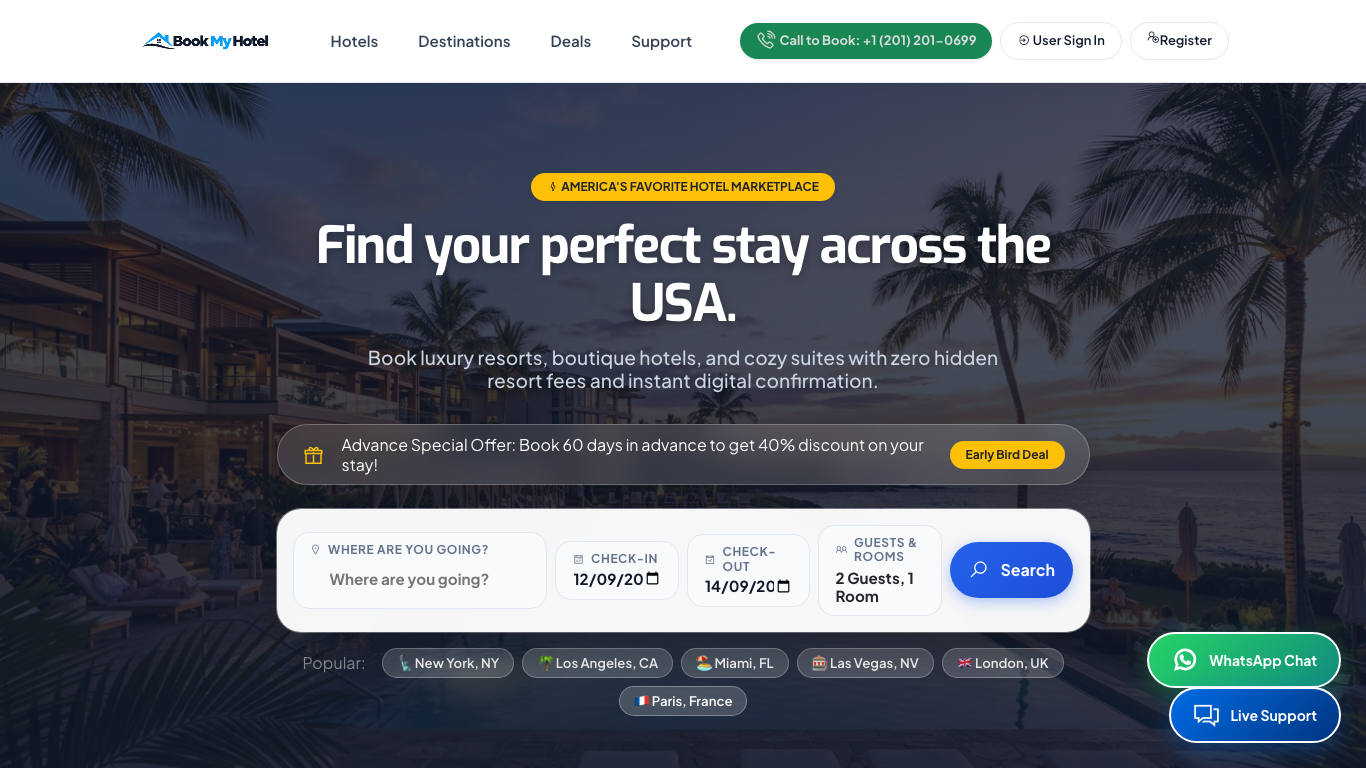 Book My Hotel
Hotels
Destinations
Deals
Support
Call to Book: +1 (201) 201-0699
User Sign In
Register
AMERICA'S FAVORITE HOTEL MARKETPLACE
Find your perfect stay across the
USA.
Book luxury resorts, boutique hotels, and cozy suites with zero hidden
resort fees and instant digital confirmation.
Advance Special Offer: Book 60 days in advance to get 40% discount on your
stay!
Early Bird Deal
WHERE ARE YOU GOING?
Where are you going?
CHECK-IN
12/09/20
CHECK-
OUT
14/09/20
GUESTS &
ROOMS
2 Guests, 1
Room
Search
Popular:
New York, NY
Los Angeles, CA
Miami, FL
Las Vegas, NV
London, UK
Paris, France
WhatsApp Chat
Live Support